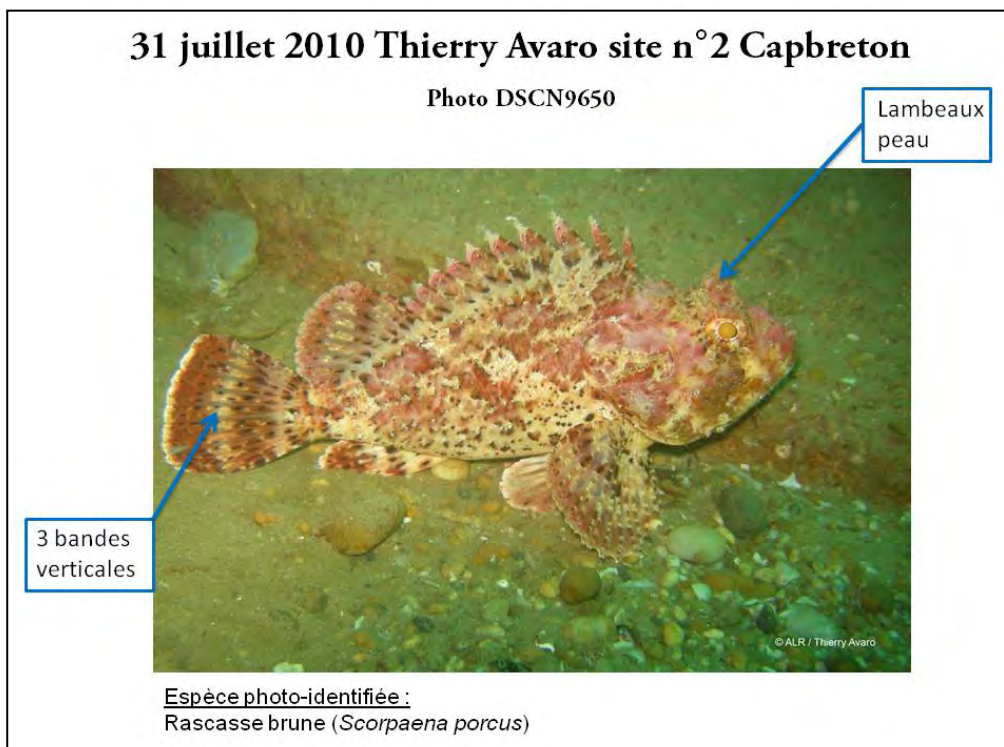 31 juillet 2010 Thierry Avaro site n°2 Capbreton
Photo DSCN9650
Lambeaux
peau
3 bandes
verticales
© ALR / Thierry Avaro
Espèce photo-identifiée :
Rascasse brune (Scorpaena porcus)